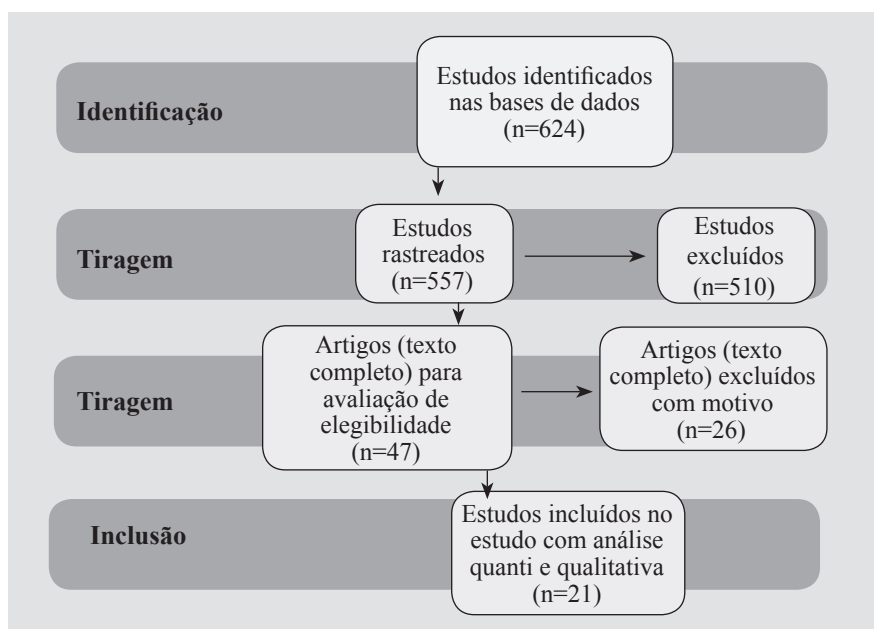 Identificação
Estudos identificados
nas bases de dados
(n=624)
Tiragem
Estudos
rastreados
(n=557)
Estudos
excluídos
(n=510)
Tiragem
Artigos (texto
completo) para
avaliação de
elegibilidade
(n=47)
Artigos (texto
completo) excluídos
com motivo
(n=26)
Inclusão
Estudos incluídos no
estudo com análise
quanti e qualitativa
(n=21)